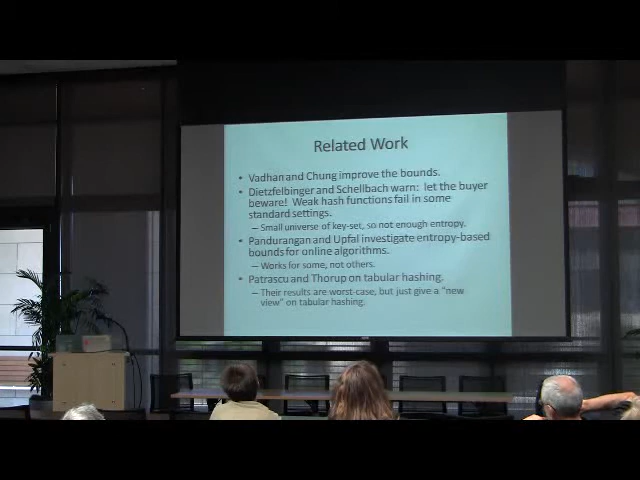 Related Work
• Vadhan and Chung improve the bounds.
• Dietzfelbinger and Schellbach warn: let the buyer
beware! Weak hash functions fail in some
standard settings.
– Small universe of key-set, so not enough entropy.
• Pandurangan and Upfal investigate entropy-based
bounds for online algorithms.
– Works for some, not others.
• Patrascu and Thorup on tabular hashing.
– Their results are worst-case, but just give a "new
view" on tabular hashing.